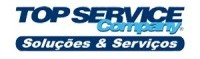 TOP SERVICE
Company®
Soluções & Serviços